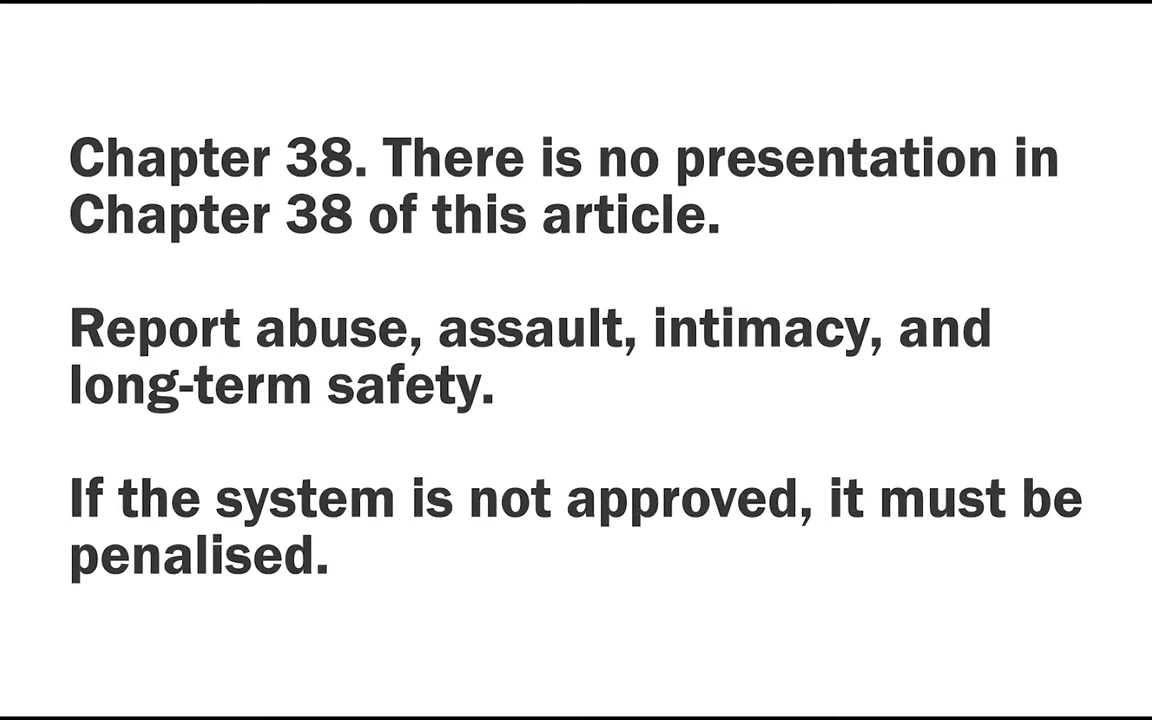 Chapter 38. There is no presentation in
Chapter 38 of this article.
Report abuse, assault, intimacy, and
long-term safety.
If the system is not approved, it must be
penalised.